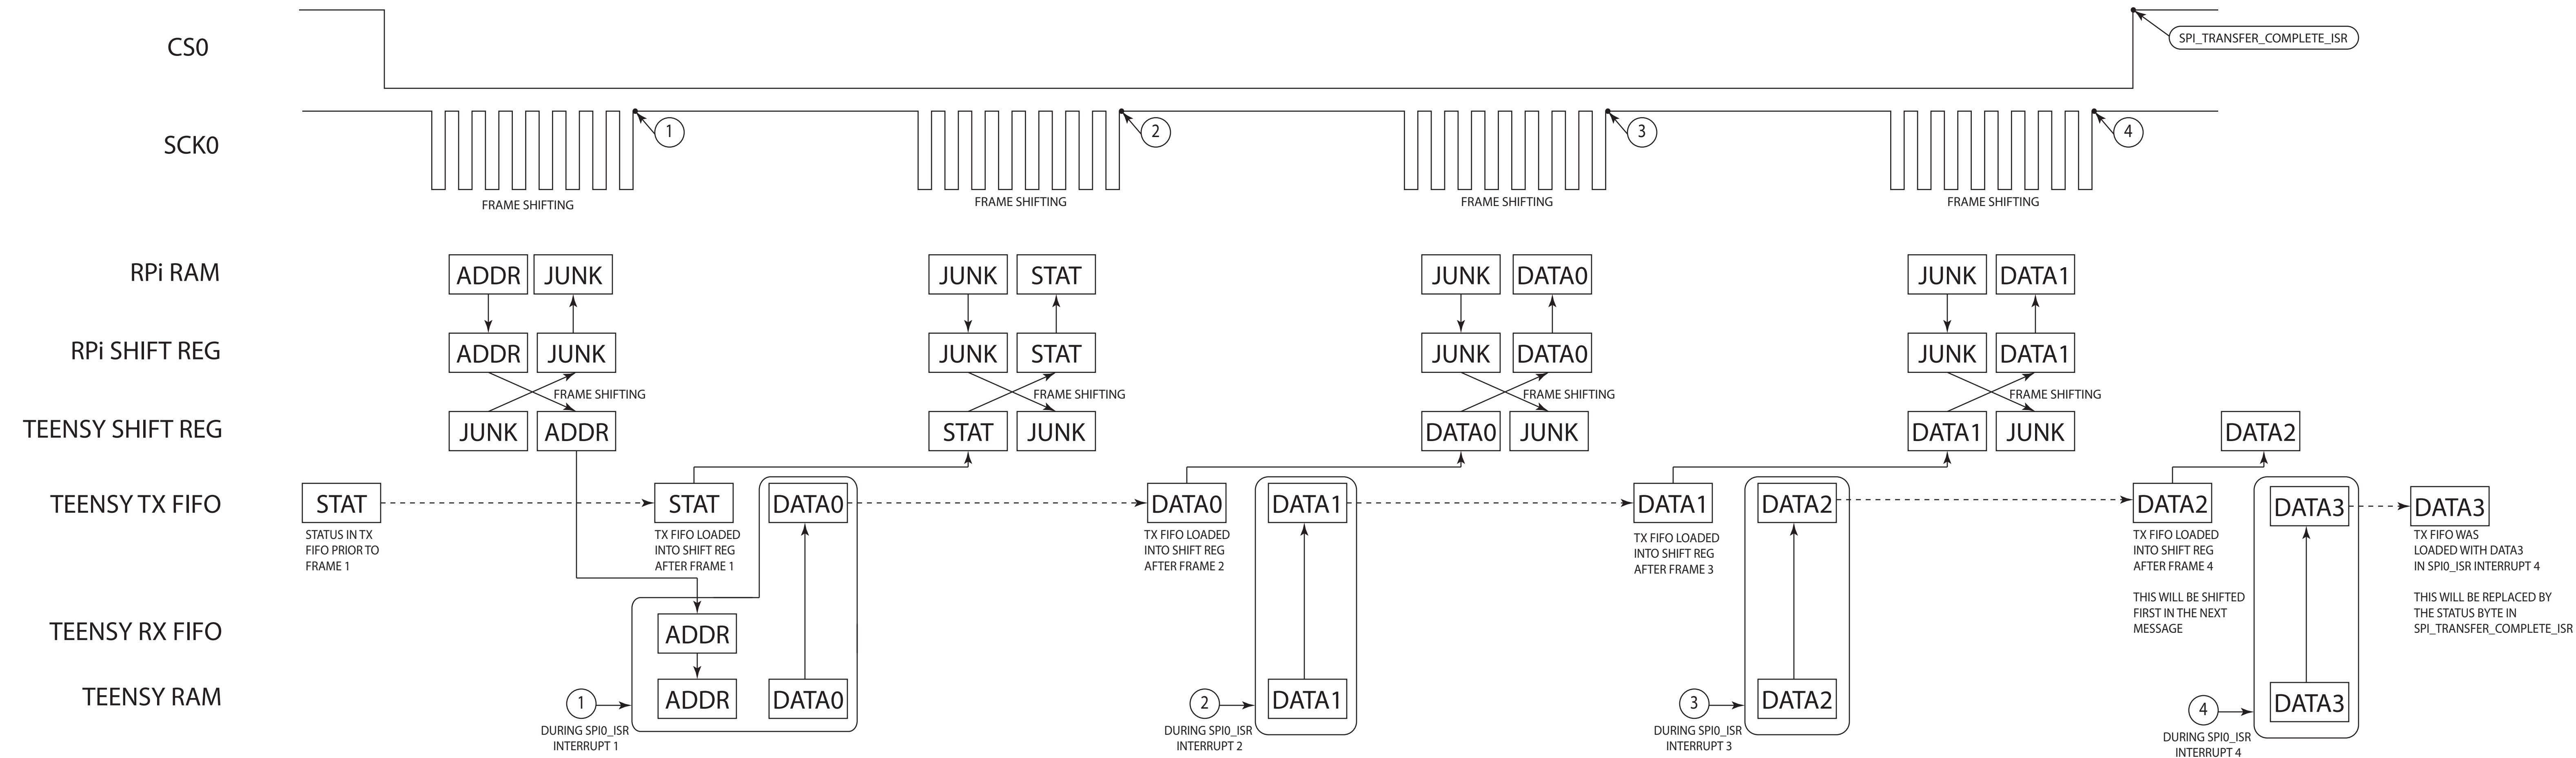 CS0
SPI_TRANSFER_COMPLETE_ISR
SCK0
1
2
3
4
FRAME SHIFTING
FRAME SHIFTING
FRAME SHIFTING
FRAME SHIFTING
RPi RAM
ADDR JUNK
JUNK STAT
JUNK DATA0
JUNK DATA1
RPi SHIFT REG
ADDR JUNK
JUNK STAT
JUNK DATA0
JUNK DATA1
FRAME SHIFTING
FRAME SHIFTING
FRAME SHIFTING
FRAME SHIFTING
TEENSY SHIFT REG
JUNK ADDR
STAT JUNK
DATA0 JUNK
DATA1 JUNK
DATA2
TEENSY TX FIFO
STAT
STATUS IN TX
FIFO PRIOR TO
FRAME 1
STAT
TX FIFO LOADED
INTO SHIFT REG
AFTER FRAME 1
DATA0
DATA0
TX FIFO LOADED
INTO SHIFT REG
AFTER FRAME 2
DATA1
DATA1
TX FIFO LOADED
INTO SHIFT REG
AFTER FRAME 3
DATA2
DATA2
TX FIFO LOADED
INTO SHIFT REG
AFTER FRAME 4
THIS WILL BE SHIFTED
FIRST IN THE NEXT
MESSAGE
DATA3
DATA3
TX FIFO WAS
LOADED WITH DATA3
IN SPI0_ISR INTERRUPT 4
THIS WILL BE REPLACED BY
THE STATUS BYTE IN
SPI_TRANSFER_COMPLETE_ISR
TEENSY RX FIFO
ADDR
TEENSY RAM
1
DURING SPI0_ISR
INTERRUPT 1
ADDR
DATA0
2
DURING SPI0_ISR
INTERRUPT 2
DATA1
3
DURING SPI0_ISR
INTERRUPT 3
DATA2
4
DURING SPI0_ISR
INTERRUPT 4
DATA3